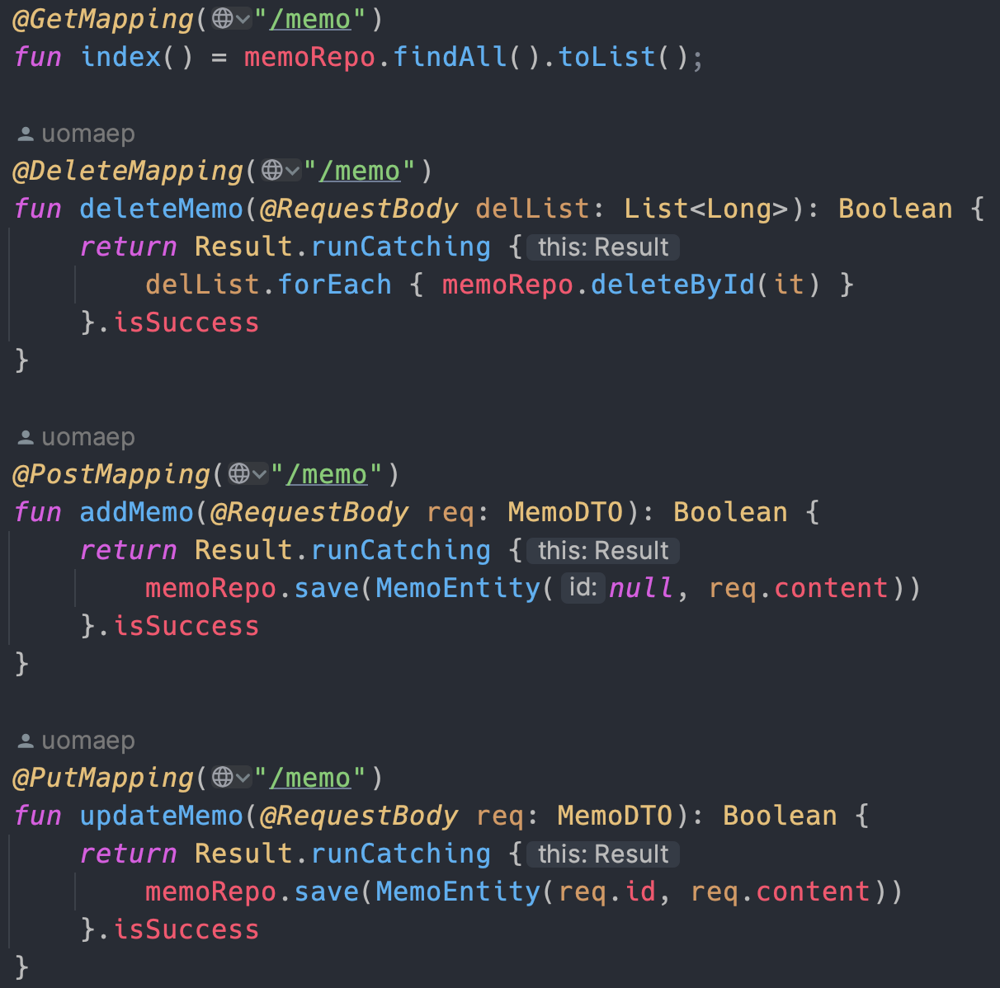 @GetMapping("/memo")
fun index() = memoRepo.findAll().toList();
uomaep
@DeleteMapping("/memo")
fun deleteMemo(@RequestBody delList: List<Long>): Boolean {
    return Result.runCatching { this: Result
        delList.forEach { memoRepo.deleteById(it) }
    }.isSuccess
}
uomaep
@PostMapping("/memo")
fun addMemo(@RequestBody req: MemoDTO): Boolean {
    return Result.runCatching { this: Result
        memoRepo.save(MemoEntity( id: null, req.content))
    }.isSuccess
}
uomaep
@PutMapping("/memo")
fun updateMemo(@RequestBody req: MemoDTO): Boolean {
    return Result.runCatching { this: Result
        memoRepo.save(MemoEntity(req.id, req.content))
    }.isSuccess
}